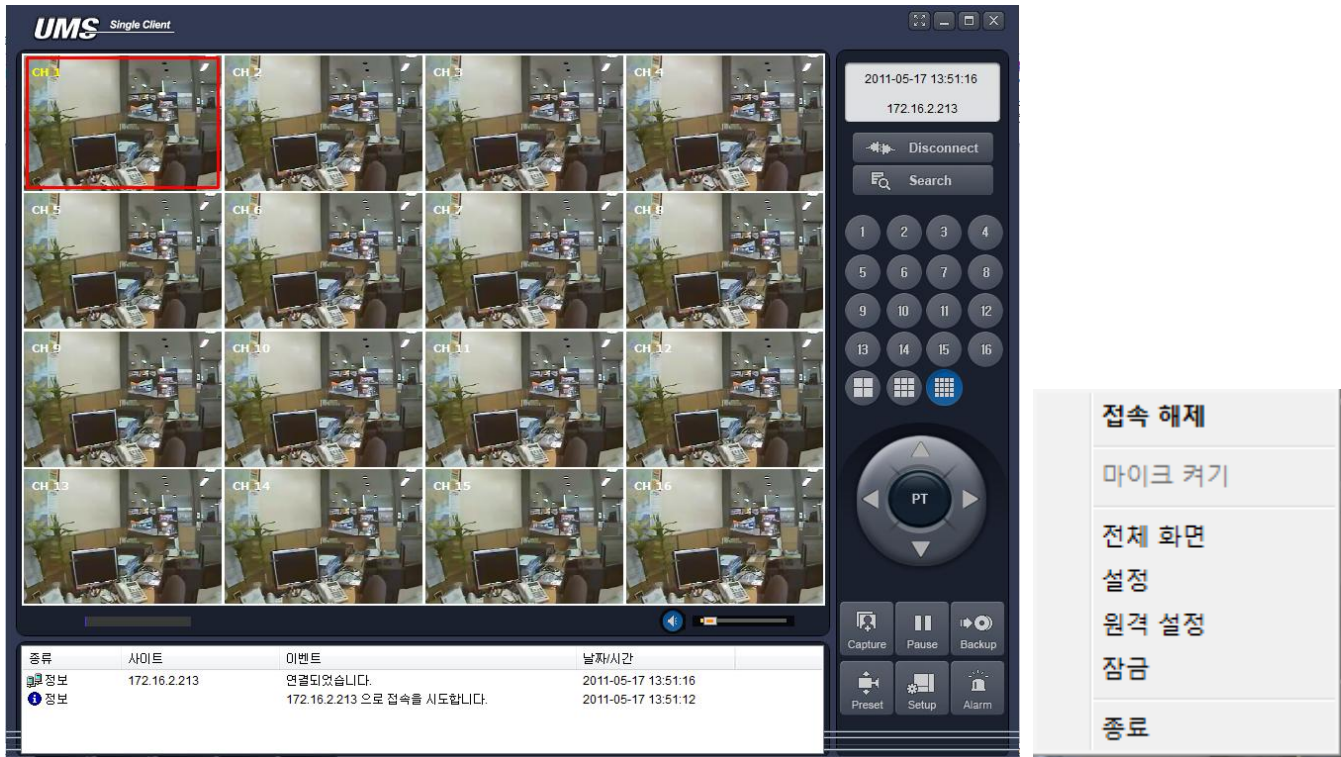 UMS Single Client
CH 1
CH 2
CH 3
CH 4
CH 5
CH 6
CH 7
CH 8
CH 9
CH 10
CH 11
CH 12
CH 13
CH 14
CH 15
CH 16
2011-05-17 13:51:16
172.16.2.213
Disconnect
Search
1 2 3 4
5 6 7 8
9 10 11 12
13 14 15 16
PT
Capture Pause Backup
Preset Setup Alarm
종류 사이트 이벤트 날짜/시간
정보 172.16.2.213 연결되었습니다. 2011-05-17 13:51:16
정보 172.16.2.213 으로 접속을 시도합니다. 2011-05-17 13:51:12
접속 해제
마이크 켜기
전체 화면
설정
원격 설정
잠금
종료